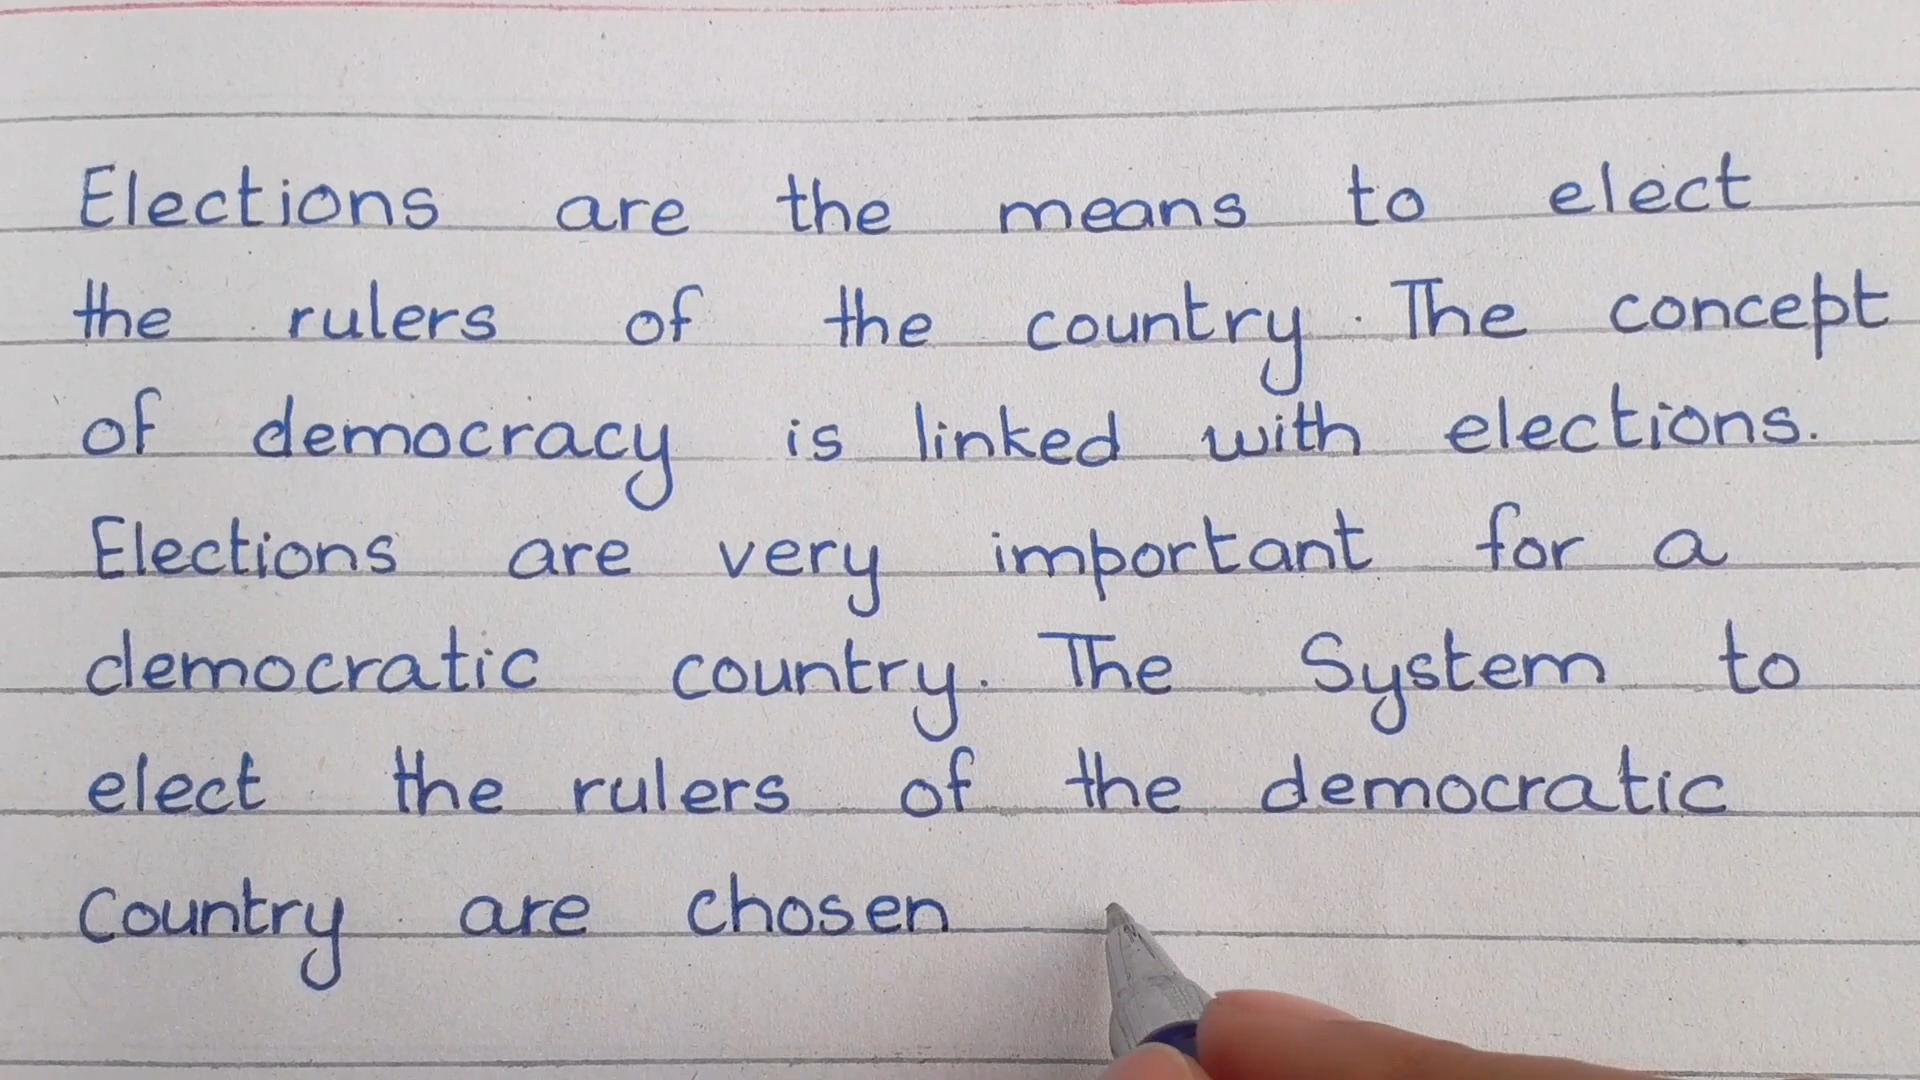 Elections are the means to elect
the rulers of the country. The concept
of democracy is linked with elections.
Elections are very important for a
democratic country. The System to
elect the rulers of the democratic
Country are chosen